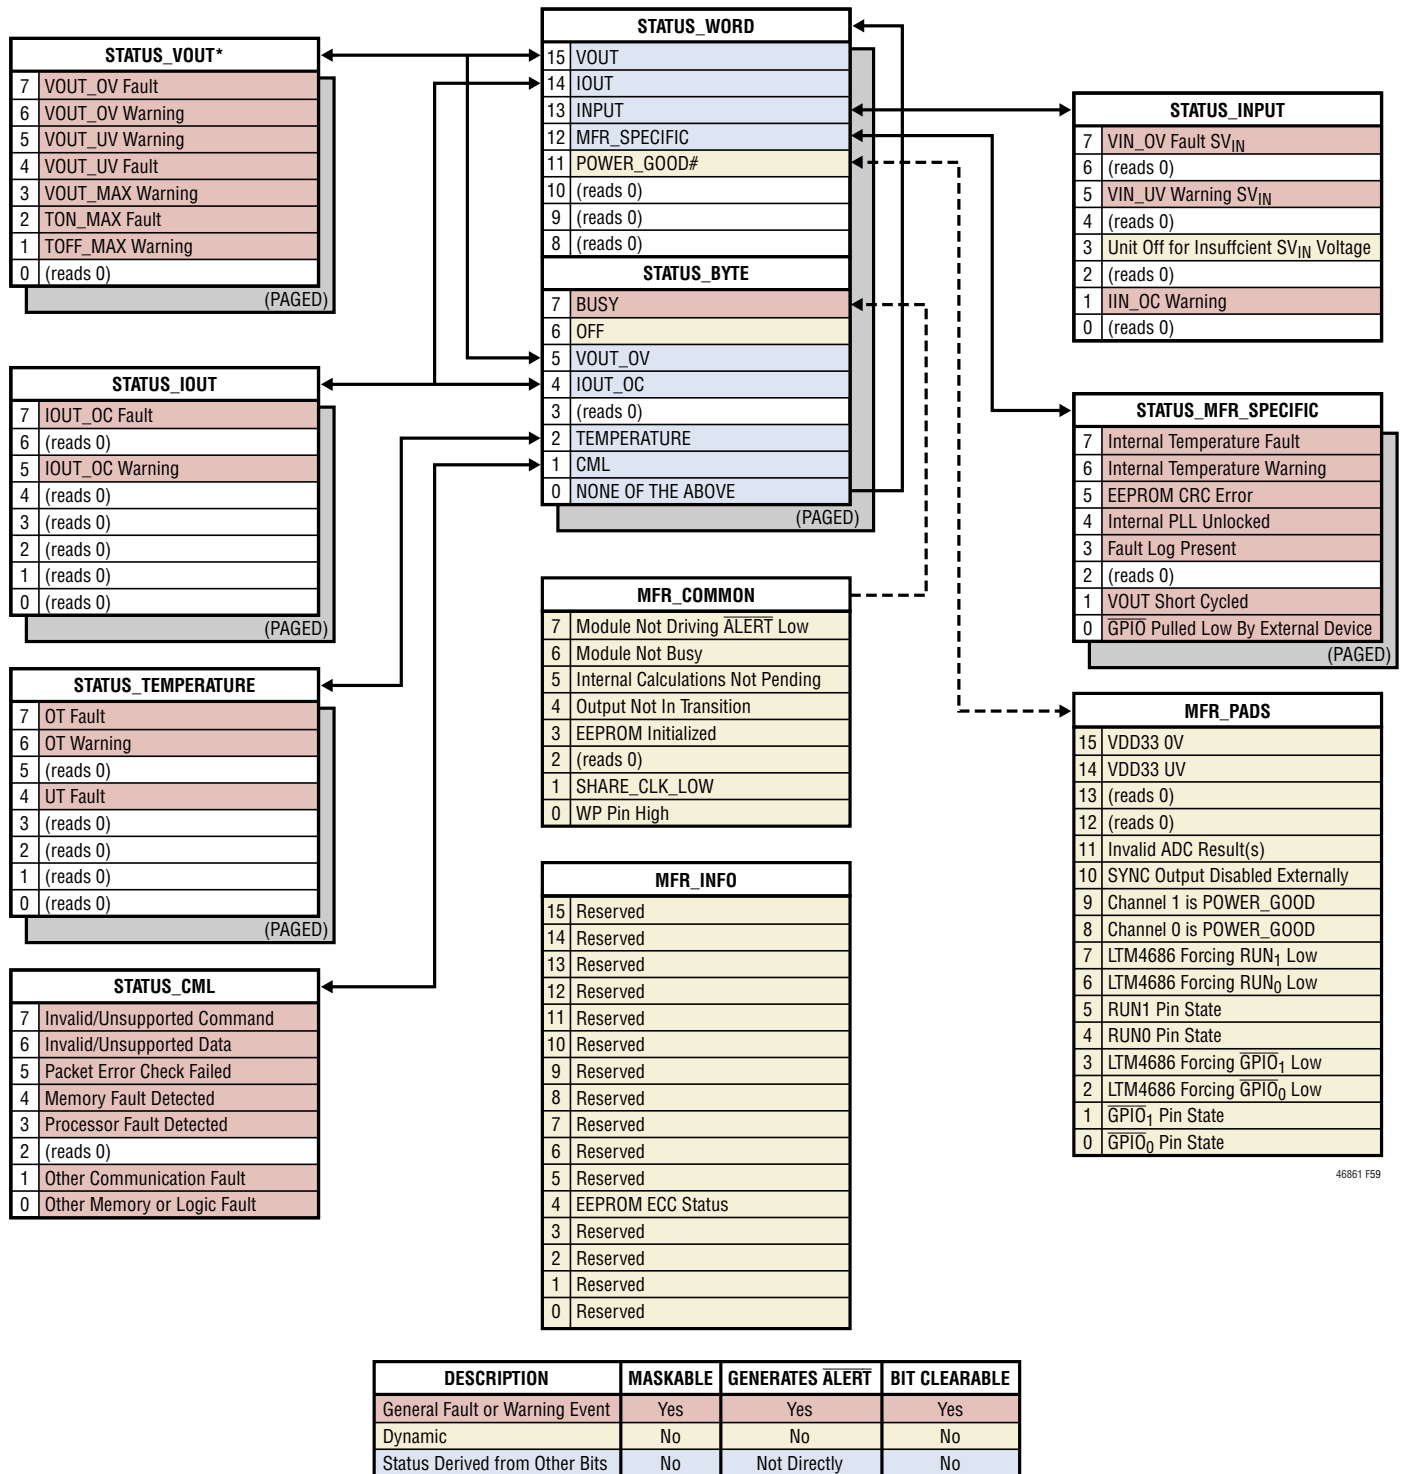 STATUS_VOUT*
7 VOUT_OV Fault
6 VOUT_OV Warning
5 VOUT_UV Warning
4 VOUT_UV Fault
3 VOUT_MAX Warning
2 TON_MAX Fault
1 TOFF_MAX Warning
0 (reads 0)
(PAGED)
STATUS_IOUT
7 IOUT_OC Fault
6 (reads 0)
5 IOUT_OC Warning
4 (reads 0)
3 (reads 0)
2 (reads 0)
1 (reads 0)
0 (reads 0)
(PAGED)
STATUS_TEMPERATURE
7 OT Fault
6 OT Warning
5 (reads 0)
4 UT Fault
3 (reads 0)
2 (reads 0)
1 (reads 0)
0 (reads 0)
(PAGED)
STATUS_CML
7 Invalid/Unsupported Command
6 Invalid/Unsupported Data
5 Packet Error Check Failed
4 Memory Fault Detected
3 Processor Fault Detected
2 (reads 0)
1 Other Communication Fault
0 Other Memory or Logic Fault
STATUS_WORD
15 VOUT
14 IOUT
13 INPUT
12 MFR_SPECIFIC
11 POWER_GOOD#
10 (reads 0)
9 (reads 0)
8 (reads 0)
STATUS_BYTE
7 BUSY
6 OFF
5 VOUT_OV
4 IOUT_OC
3 (reads 0)
2 TEMPERATURE
1 CML
0 NONE OF THE ABOVE
(PAGED)
MFR_COMMON
7 Module Not Driving ALERT Low
6 Module Not Busy
5 Internal Calculations Not Pending
4 Output Not In Transition
3 EEPROM Initialized
2 (reads 0)
1 SHARE_CLK_LOW
0 WP Pin High
MFR_INFO
15 Reserved
14 Reserved
13 Reserved
12 Reserved
11 Reserved
10 Reserved
9 Reserved
8 Reserved
7 Reserved
6 Reserved
5 Reserved
4 EEPROM ECC Status
3 Reserved
2 Reserved
1 Reserved
0 Reserved
STATUS_INPUT
7 VIN_OV Fault SVIN
6 (reads 0)
5 VIN_UV Warning SVIN
4 (reads 0)
3 Unit Off for Insuffcient SVIN Voltage
2 (reads 0)
1 IIN_OC Warning
0 (reads 0)
STATUS_MFR_SPECIFIC
7 Internal Temperature Fault
6 Internal Temperature Warning
5 EEPROM CRC Error
4 Internal PLL Unlocked
3 Fault Log Present
2 (reads 0)
1 VOUT Short Cycled
0 GPIO Pulled Low By External Device
(PAGED)
MFR_PADS
15 VDD33 OV
14 VDD33 UV
13 (reads 0)
12 (reads 0)
11 Invalid ADC Result(s)
10 SYNC Output Disabled Externally
9 Channel 1 is POWER_GOOD
8 Channel 0 is POWER_GOOD
7 LTM4686 Forcing RUN1 Low
6 LTM4686 Forcing RUN0 Low
5 RUN1 Pin State
4 RUN0 Pin State
3 LTM4686 Forcing GPIO1 Low
2 LTM4686 Forcing GPIO0 Low
1 GPIO1 Pin State
0 GPIO0 Pin State
46861 F59
DESCRIPTION MASKABLE GENERATES ALERT BIT CLEARABLE
General Fault or Warning Event Yes Yes Yes
Dynamic No No No
Status Derived from Other Bits No Not Directly No